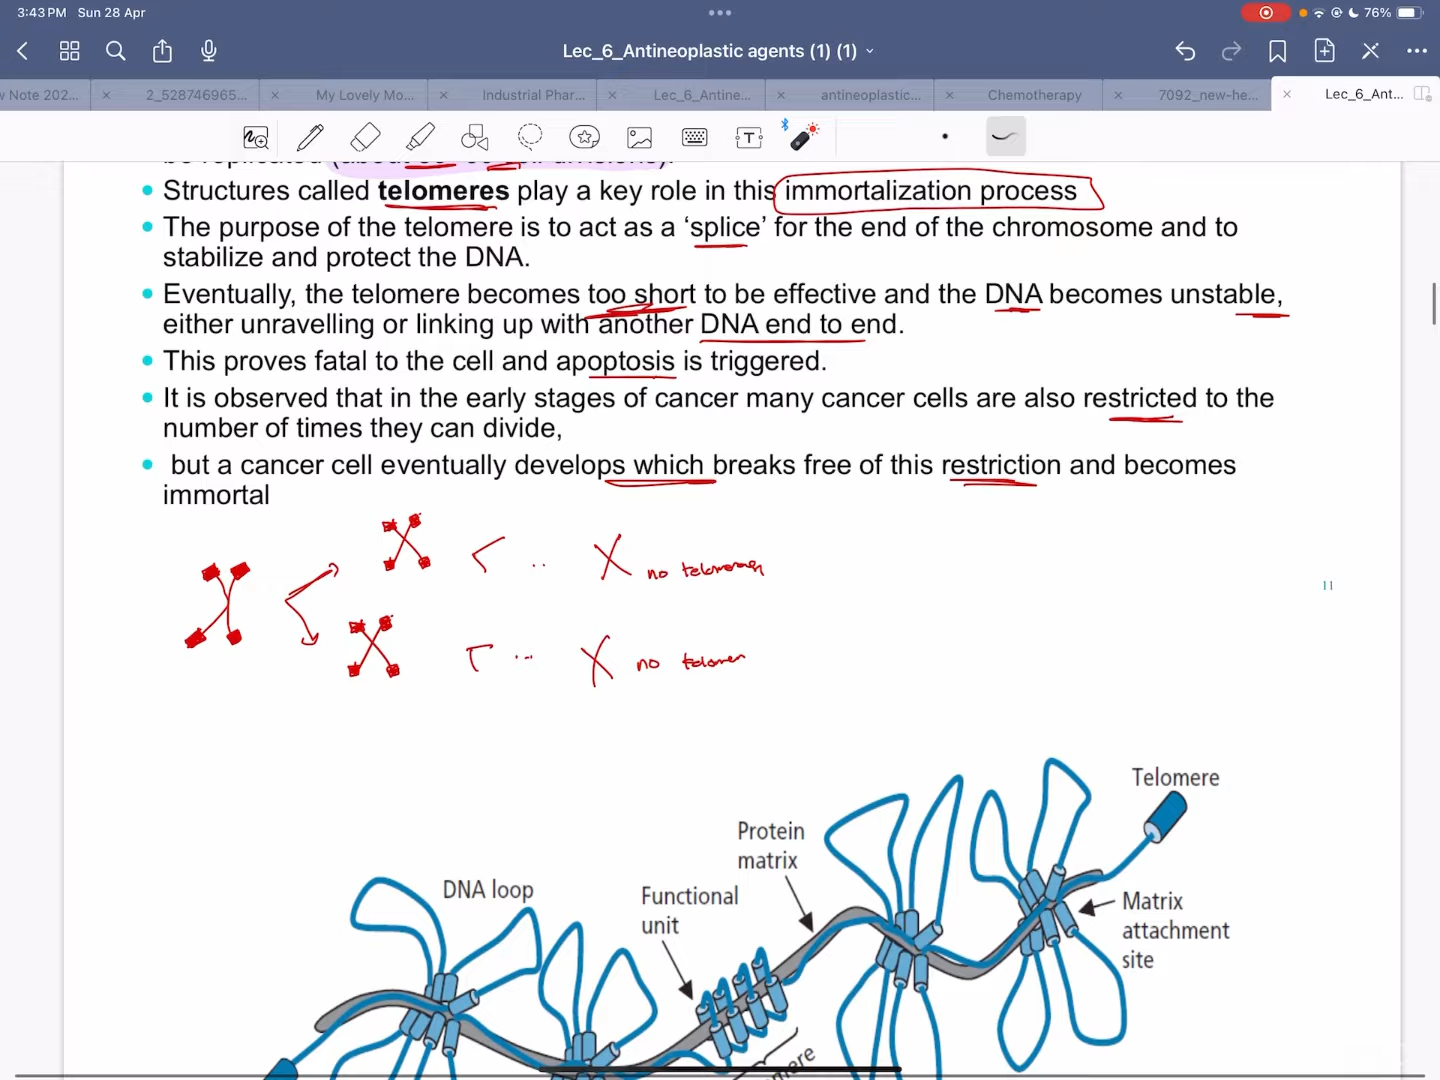 3:43 PM Sun 28 Apr
76%
Lec_6_Antineoplastic agents (1) (1)
w Note 202...
2_528746965...
My Lovely Mo...
Industrial Phar...
Lec_6_Antine...
antineoplastic...
Chemotherapy
7092_new-he...
Lec_6_Ant...
be replicated (about
Structures called telomeres play a key role in this immortalization process
The purpose of the telomere is to act as a ‘splice’ for the end of the chromosome and to
stabilize and protect the DNA.
Eventually, the telomere becomes too short to be effective and the DNA becomes unstable,
either unravelling or linking up with another DNA end to end.
This proves fatal to the cell and apoptosis is triggered.
It is observed that in the early stages of cancer many cancer cells are also restricted to the
number of times they can divide,
but a cancer cell eventually develops which breaks free of this restriction and becomes
immortal
no
no telomer
11
Telomere
Protein
matrix
DNA loop
Functional
unit
Matrix
attachment
site